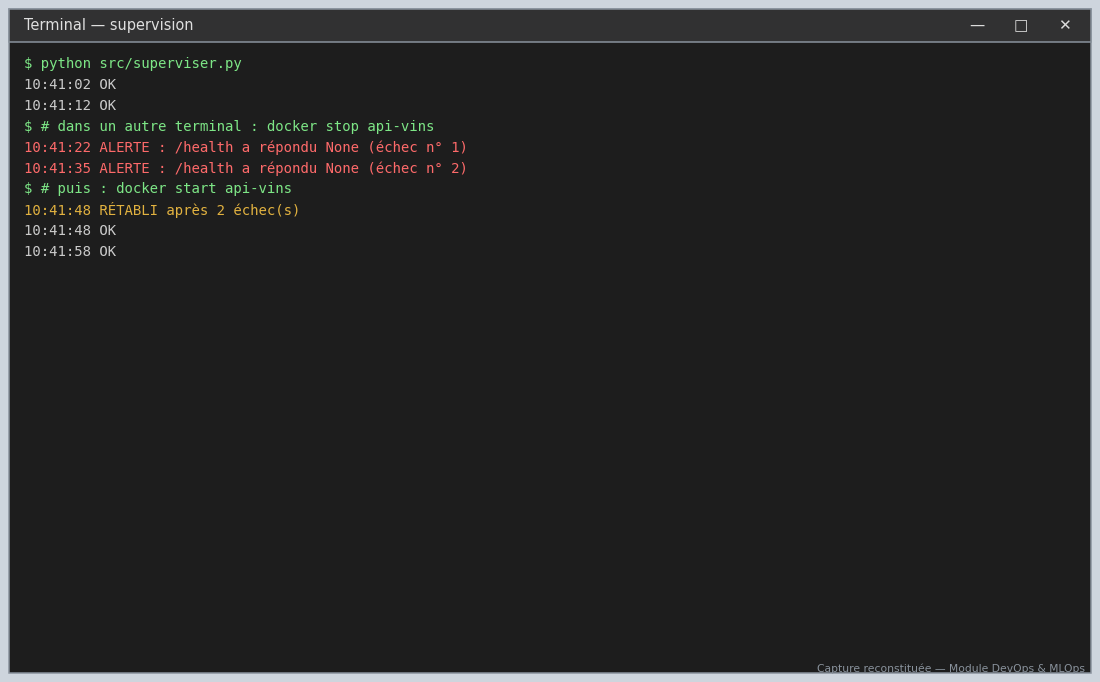 Terminal — supervision — □ ✕
$ python src/superviser.py
10:41:02 OK
10:41:12 OK
$ # dans un autre terminal : docker stop api-vins
10:41:22 ALERTE : /health a répondu None (échec n° 1)
10:41:35 ALERTE : /health a répondu None (échec n° 2)
$ # puis : docker start api-vins
10:41:48 RÉTABLI après 2 échec(s)
10:41:48 OK
10:41:58 OK
Capture reconstituée — Module DevOps & MLOps